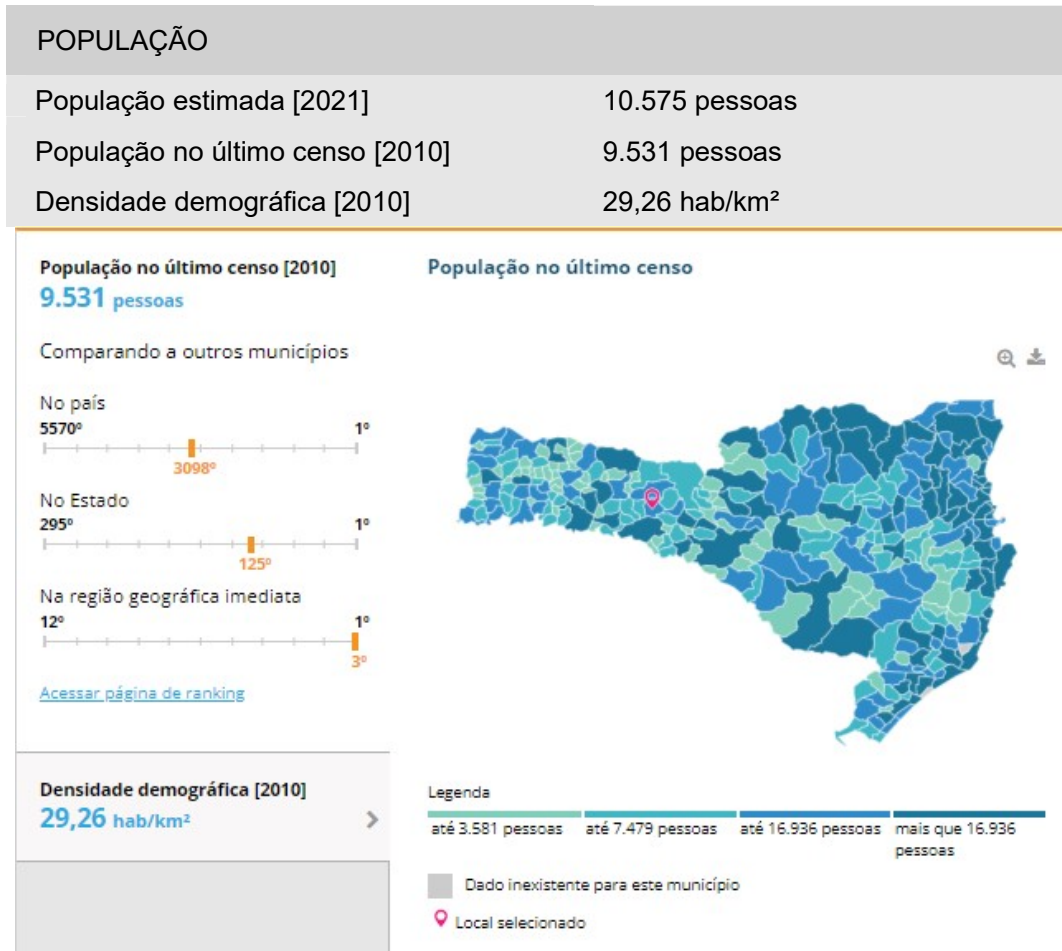 POPULAÇÃO
População estimada [2021] 10.575 pessoas
População no último censo [2010] 9.531 pessoas
Densidade demográfica [2010] 29,26 hab/km²
População no último censo [2010]
9.531 pessoas
Comparando a outros municípios
No país
5570º 1º
3098º
No Estado
295º 1º
125º
Na região geográfica imediata
12º 1º
3º
Acessar página de ranking
Densidade demográfica [2010]
29,26 hab/km²
População no último censo
Legenda
até 3.581 pessoas até 7.479 pessoas até 16.936 pessoas mais que 16.936
pessoas
Dado inexistente para este município
Local selecionado